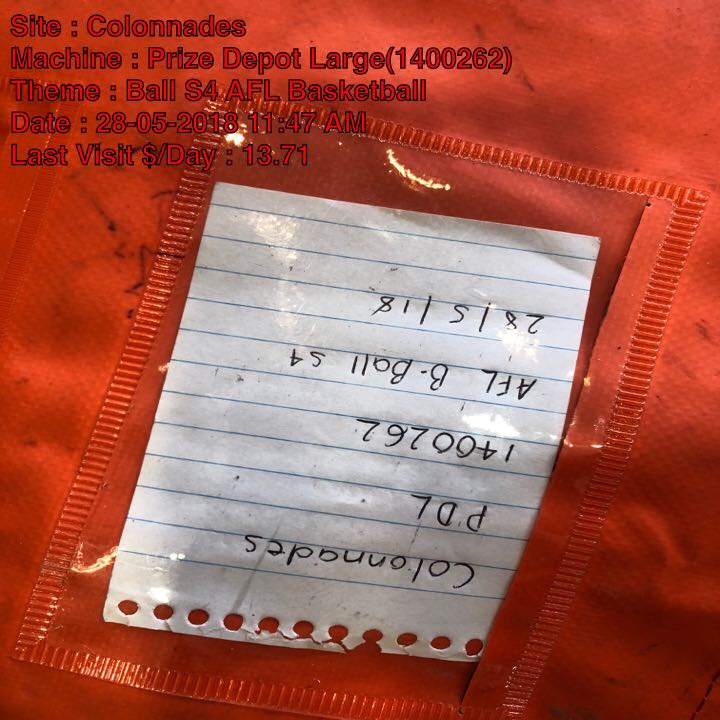 Site : Colonnades
Machine : Prize Depot Large(1400262)
Theme : Ball S4 AFL Basketball
Date : 28-05-2018 11:47 AM
Last Visit $/Day : 13.71
Colonnades
PDL
1400262
AFL B-Ball S4
28/5/18